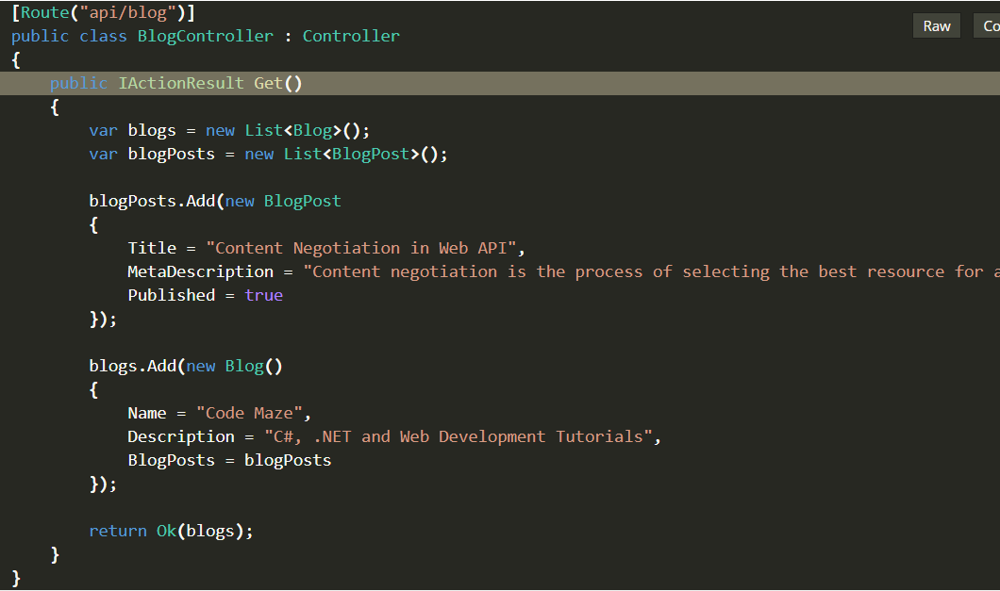 [Route("api/blog")]
Raw
Co
public class BlogController : Controller
{
    public IActionResult Get()
    {
        var blogs = new List<Blog>();
        var blogPosts = new List<BlogPost>();

        blogPosts.Add(new BlogPost
        {
            Title = "Content Negotiation in Web API",
            MetaDescription = "Content negotiation is the process of selecting the best resource for a
            Published = true
        });

        blogs.Add(new Blog()
        {
            Name = "Code Maze",
            Description = "C#, .NET and Web Development Tutorials",
            BlogPosts = blogPosts
        });

        return Ok(blogs);
    }
}